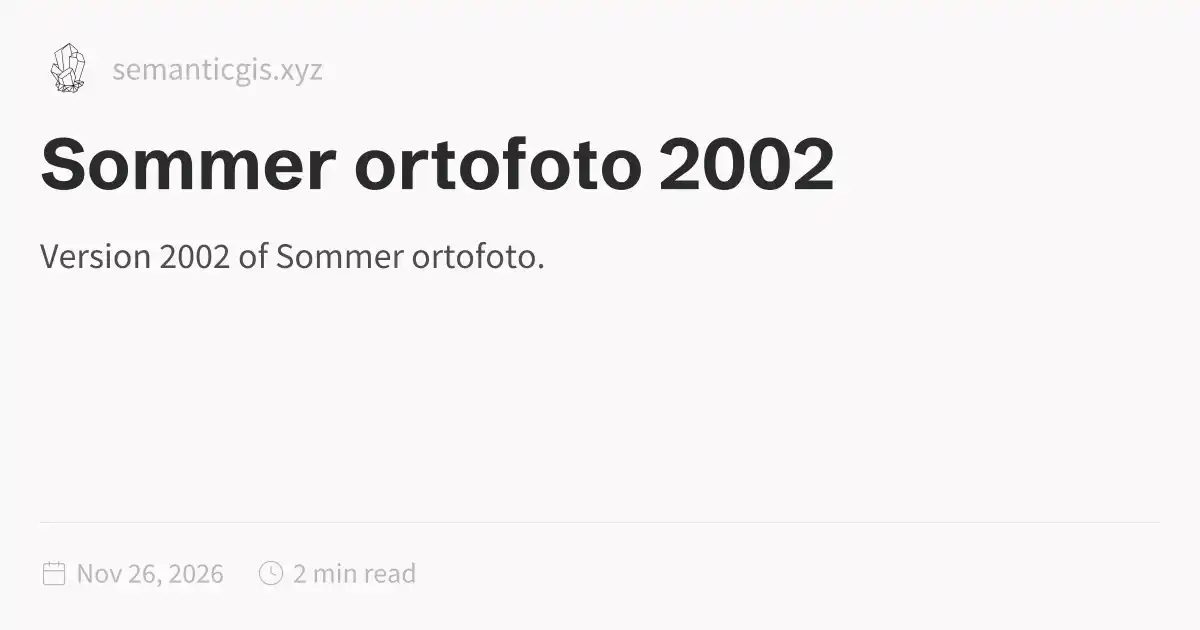 semanticgis.xyz
Sommer ortofoto 2002
Version 2002 of Sommer ortofoto.
Nov 26, 2026 2 min read